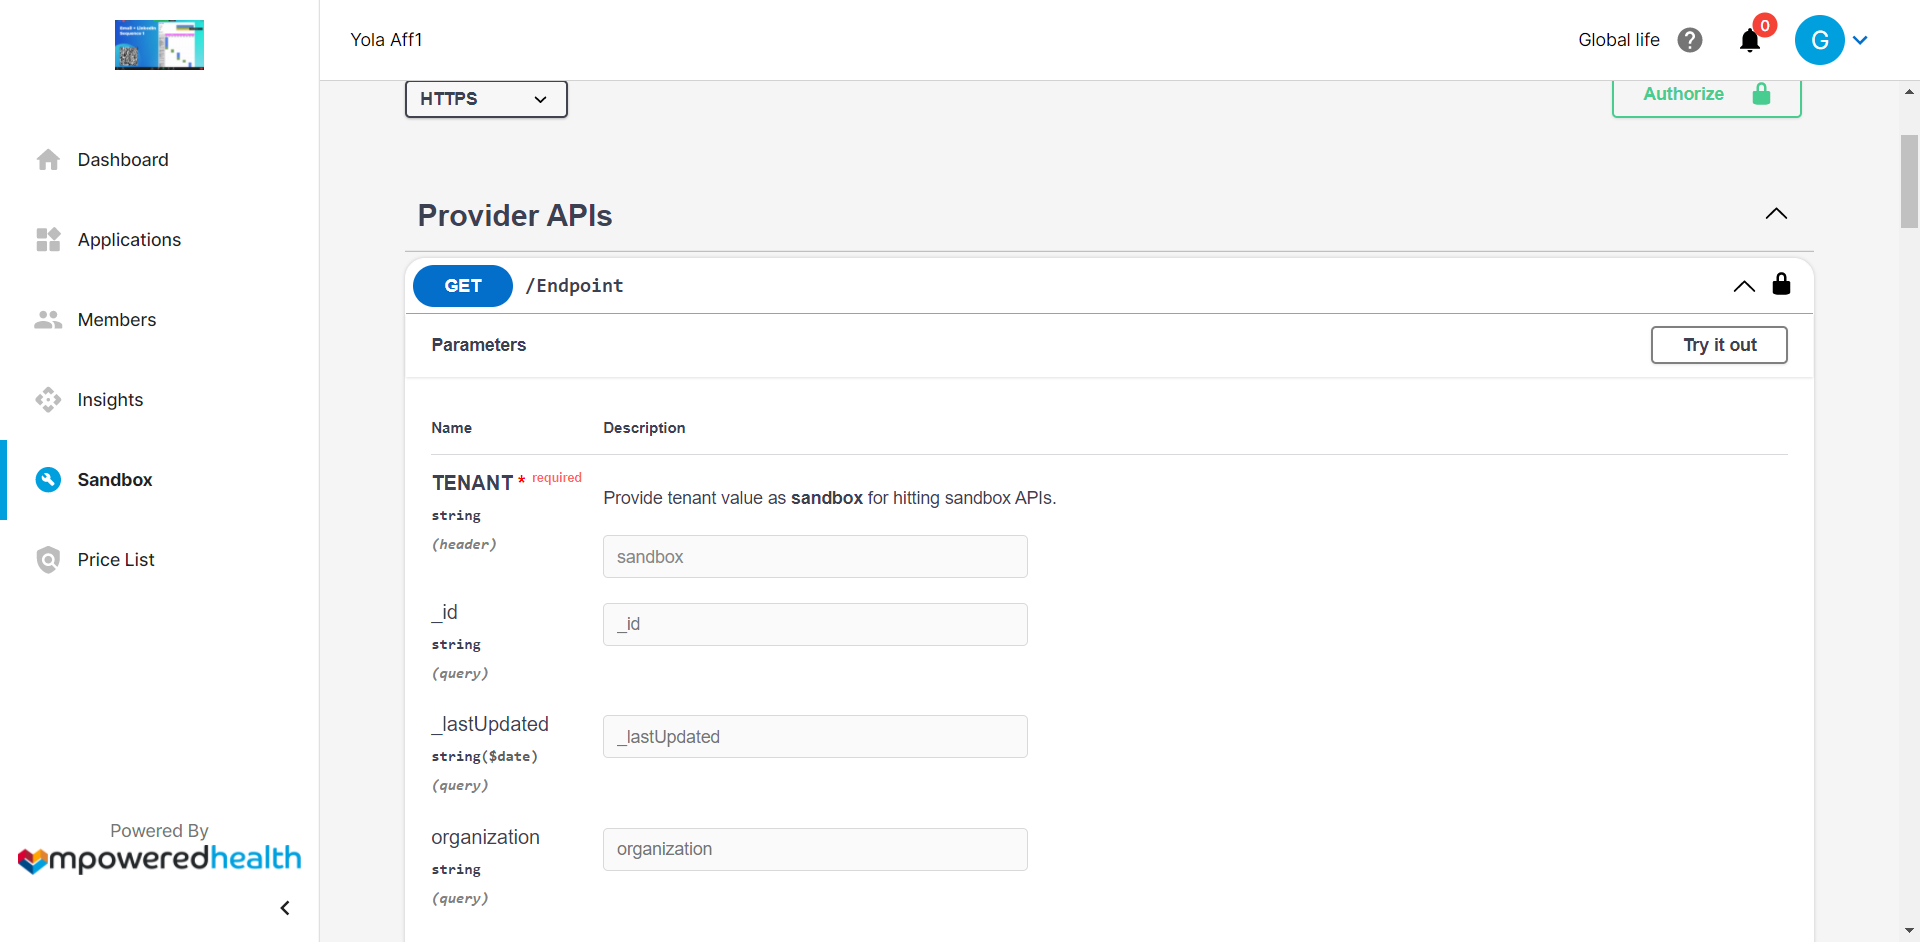 Yola Aff1
Global life
0
G
Dashboard
Applications
Members
Insights
Sandbox
Price List
Powered By
mpoweredhealth
HTTPS
Authorize
Provider APIs
GET /Endpoint
Parameters
Try it out
Name Description
TENANT * required
string
(header)
Provide tenant value as sandbox for hitting sandbox APIs.
sandbox
_id
string
(query)
_id
_lastUpdated
string($date)
(query)
_lastUpdated
organization
string
(query)
organization